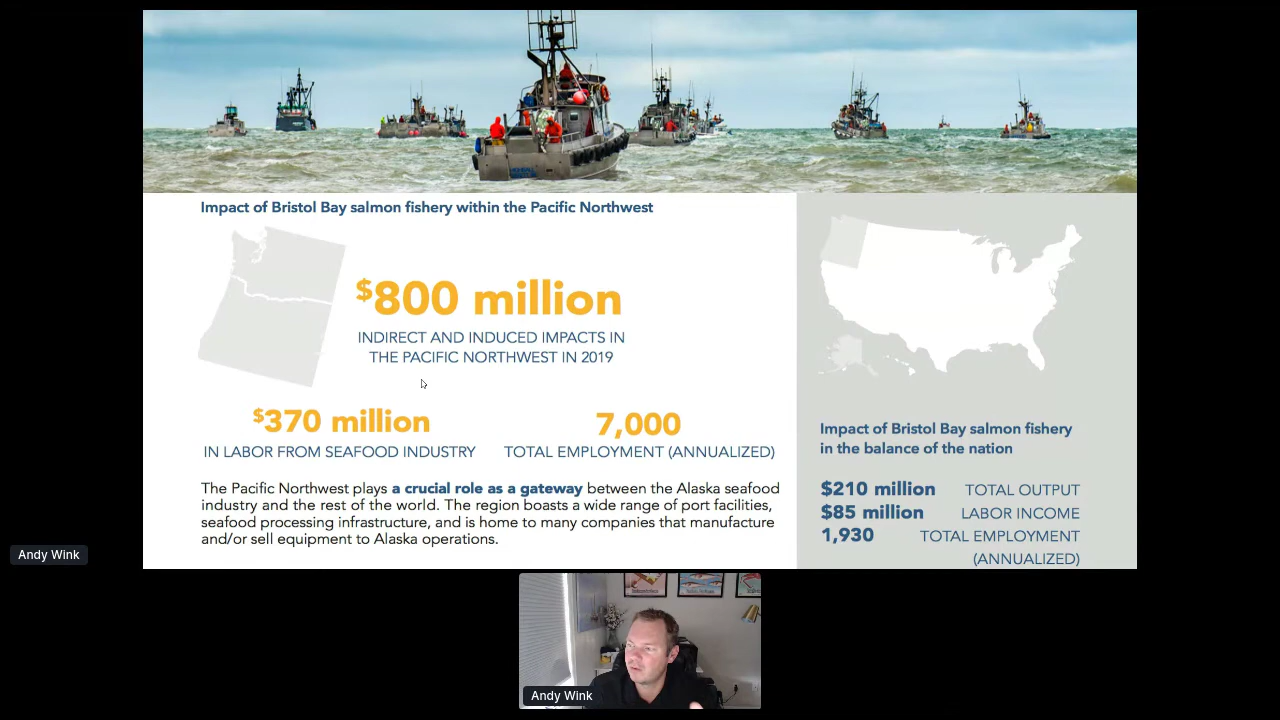 Impact of Bristol Bay salmon fishery within the Pacific Northwest
$800 million
INDIRECT AND INDUCED IMPACTS IN
THE PACIFIC NORTHWEST IN 2019
$370 million
IN LABOR FROM SEAFOOD INDUSTRY
7,000
TOTAL EMPLOYMENT (ANNUALIZED)
The Pacific Northwest plays a crucial role as a gateway between the Alaska seafood
industry and the rest of the world. The region boasts a wide range of port facilities,
seafood processing infrastructure, and is home to many companies that manufacture
and/or sell equipment to Alaska operations.
Impact of Bristol Bay salmon fishery
in the balance of the nation
$210 million TOTAL OUTPUT
$85 million LABOR INCOME
1,930 TOTAL EMPLOYMENT
(ANNUALIZED)
Andy Wink
Andy Wink